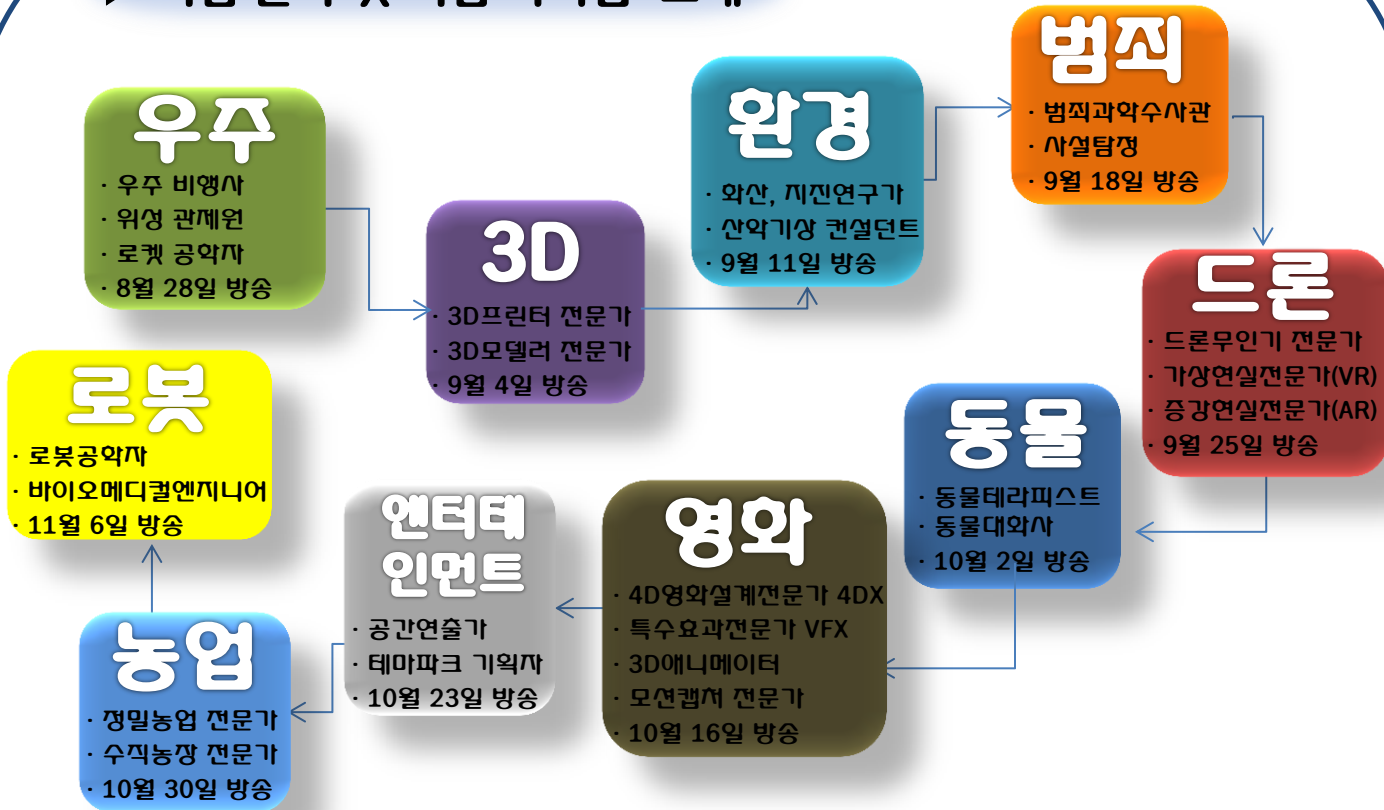 우주
· 우주 비행사
· 위성 관제원
· 로켓 공학자
· 8월 28일 방송
3D
· 3D프린터 전문가
· 3D모델러 전문가
· 9월 4일 방송
환경
· 화산, 지진연구가
· 산악기상 컨설턴트
· 9월 11일 방송
범죄
· 범죄과학수사관
· 사설탐정
· 9월 18일 방송
드론
· 드론무인기 전문가
· 가상현실전문가(VR)
· 증강현실전문가(AR)
· 9월 25일 방송
동물
· 동물테라피스트
· 동물대화사
· 10월 2일 방송
영화
· 4D영화설계전문가 4DX
· 특수효과전문가 VFX
· 3D애니메이터
· 모션캡처 전문가
· 10월 16일 방송
앤터테
인먼트
· 공간연출가
· 테마파크 기획자
· 10월 23일 방송
농업
· 정밀농업 전문가
· 수직농장 전문가
· 10월 30일 방송
로봇
· 로봇공학자
· 바이오메디컬엔지니어
· 11월 6일 방송